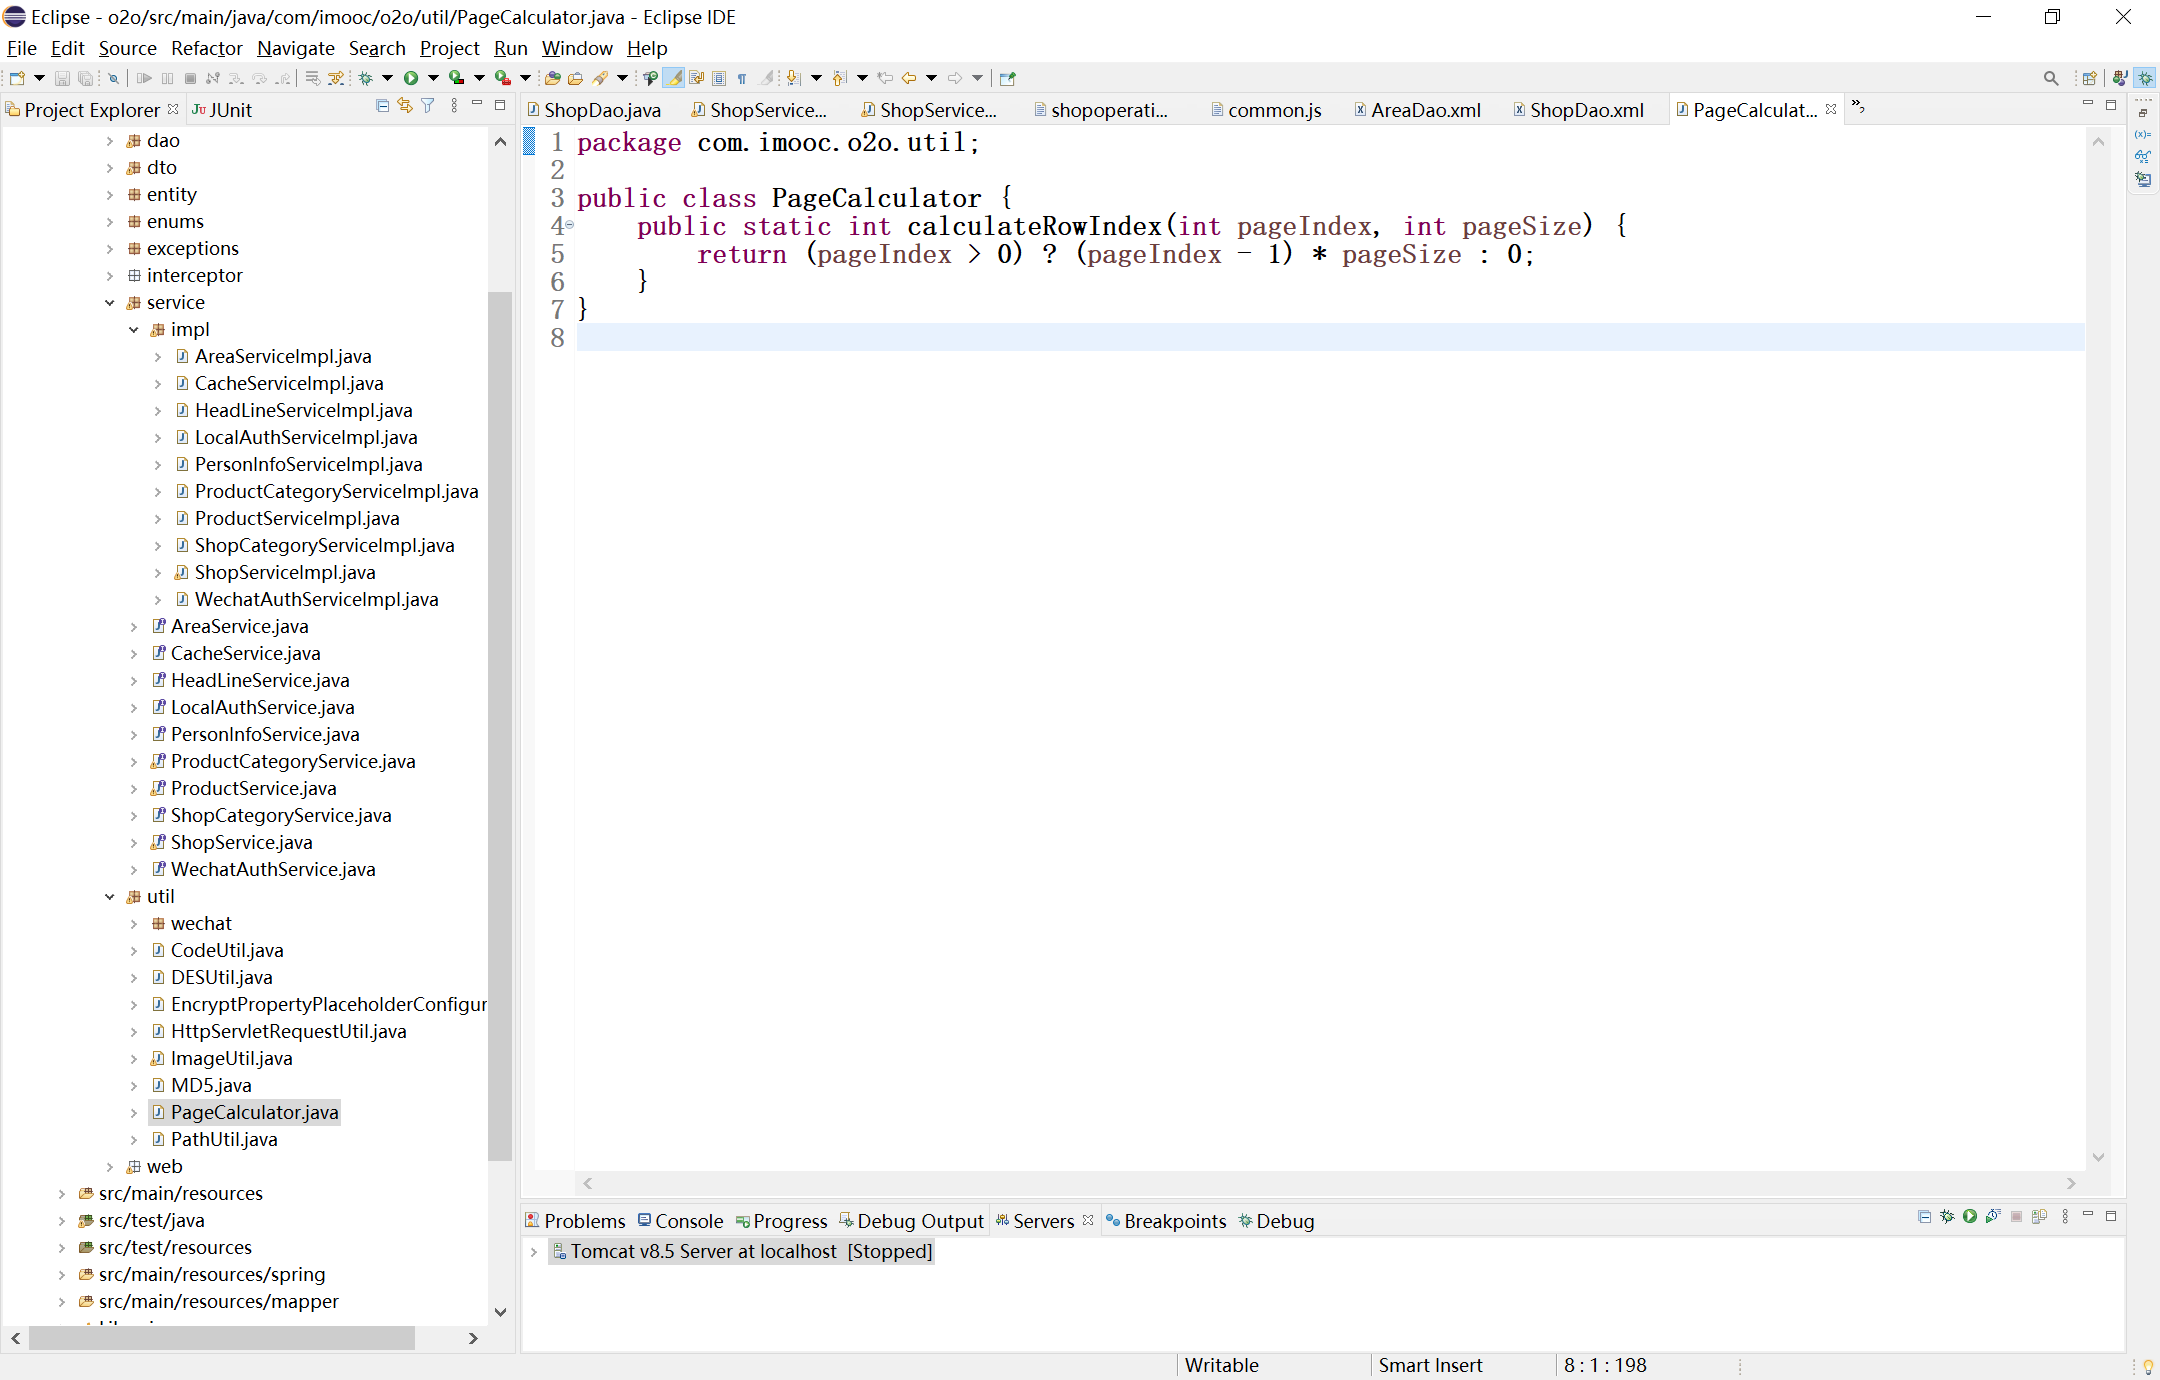 Eclipse - o2o/src/main/java/com/imooc/o2o/util/PageCalculator.java - Eclipse IDE
File Edit Source Refactor Navigate Search Project Run Window Help
Project Explorer JUnit
ShopDao.java ShopService... ShopService... shopoperati... common.js AreaDao.xml ShopDao.xml PageCalculat... »2
dao
dto
entity
enums
exceptions
interceptor
service
impl
AreaServiceImpl.java
CacheServiceImpl.java
HeadLineServiceImpl.java
LocalAuthServiceImpl.java
PersonInfoServiceImpl.java
ProductCategoryServiceImpl.java
ProductServiceImpl.java
ShopCategoryServiceImpl.java
ShopServiceImpl.java
WechatAuthServiceImpl.java
AreaService.java
CacheService.java
HeadLineService.java
LocalAuthService.java
PersonInfoService.java
ProductCategoryService.java
ProductService.java
ShopCategoryService.java
ShopService.java
WechatAuthService.java
util
wechat
CodeUtil.java
DESUtil.java
EncryptPropertyPlaceholderConfigur
HttpServletRequestUtil.java
ImageUtil.java
MD5.java
PageCalculator.java
PathUtil.java
web
src/main/resources
src/test/java
src/test/resources
src/main/resources/spring
src/main/resources/mapper
1 package com.imooc.o2o.util;
2
3 public class PageCalculator {
4 public static int calculateRowIndex(int pageIndex, int pageSize) {
5 return (pageIndex > 0) ? (pageIndex - 1) * pageSize : 0;
6 }
7 }
8
Problems Console Progress Debug Output Servers Breakpoints Debug
Tomcat v8.5 Server at localhost [Stopped]
Writable Smart Insert 8 : 1 : 198